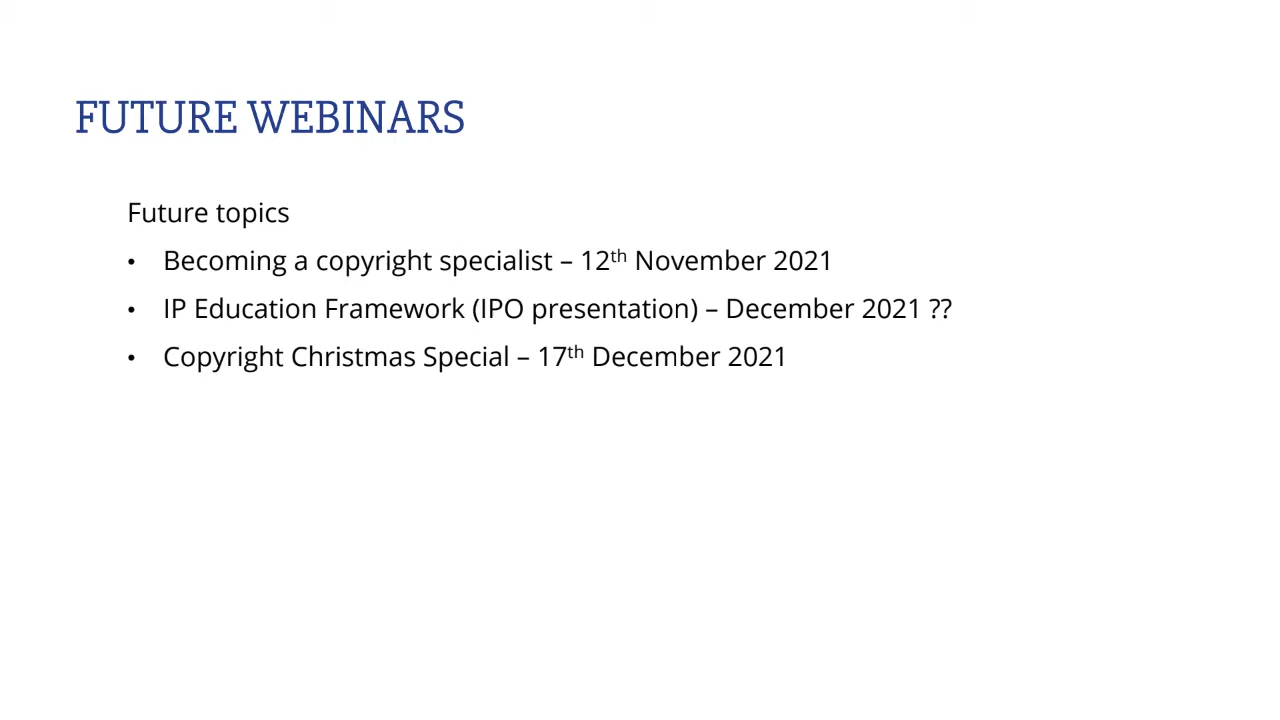 FUTURE WEBINARS
Future topics
• Becoming a copyright specialist – 12th November 2021
• IP Education Framework (IPO presentation) – December 2021 ??
• Copyright Christmas Special – 17th December 2021